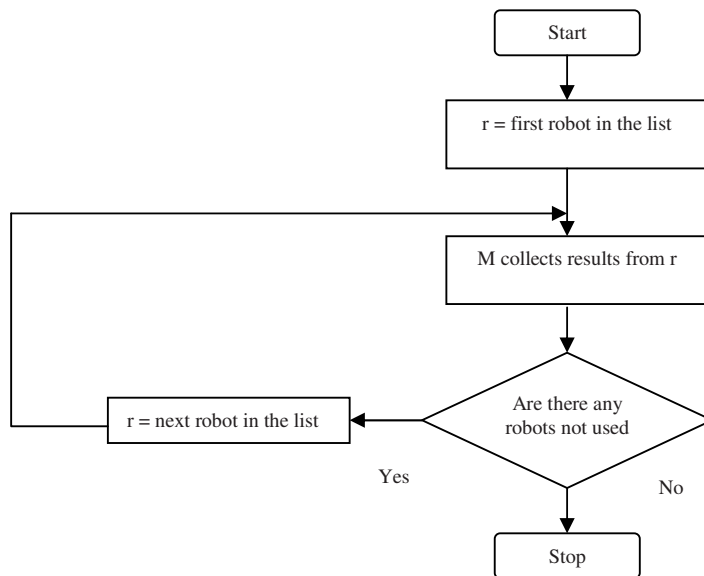 Start
r = first robot in the list
M collects results from r
Are there any
robots not used
r = next robot in the list
Yes
No
Stop